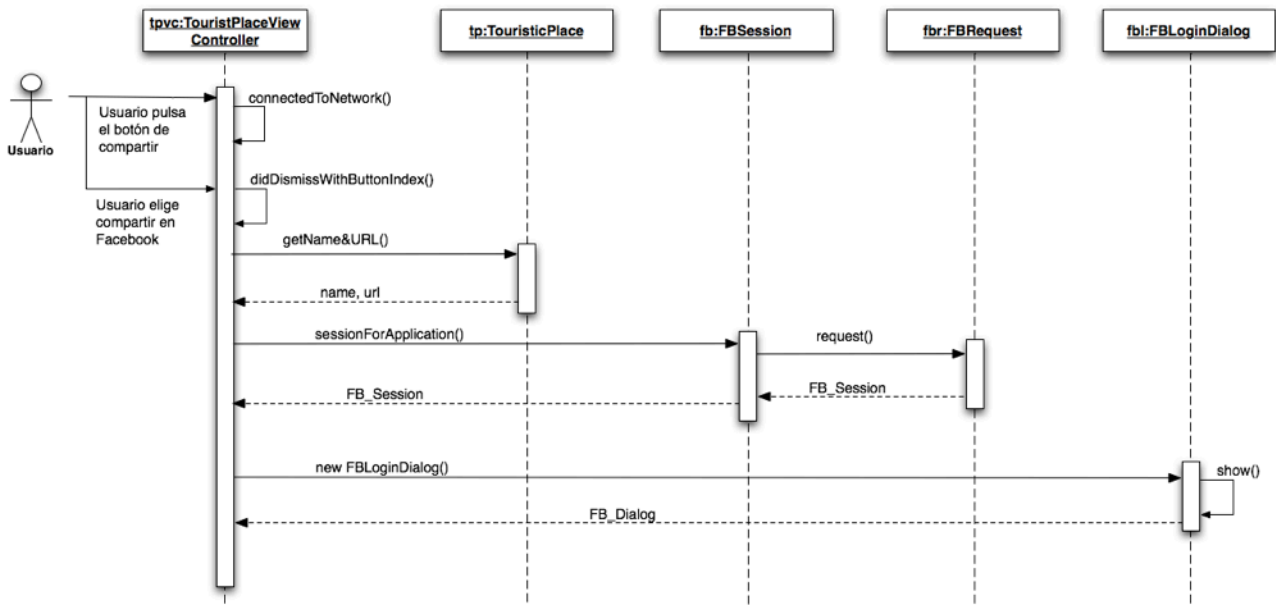 tpvc:TouristPlaceView
Controller
tp:TouristicPlace
fb:FBSession
fbr:FBRequest
fbl:FBLoginDialog
connectedToNetwork()
Usuario pulsa
el botón de
compartir
Usuario
didDismissWithButtonIndex()
Usuario elige
compartir en
Facebook
getName&URL()
name, url
sessionForApplication()
request()
FB_Session
FB_Session
new FBLoginDialog()
show()
FB_Dialog